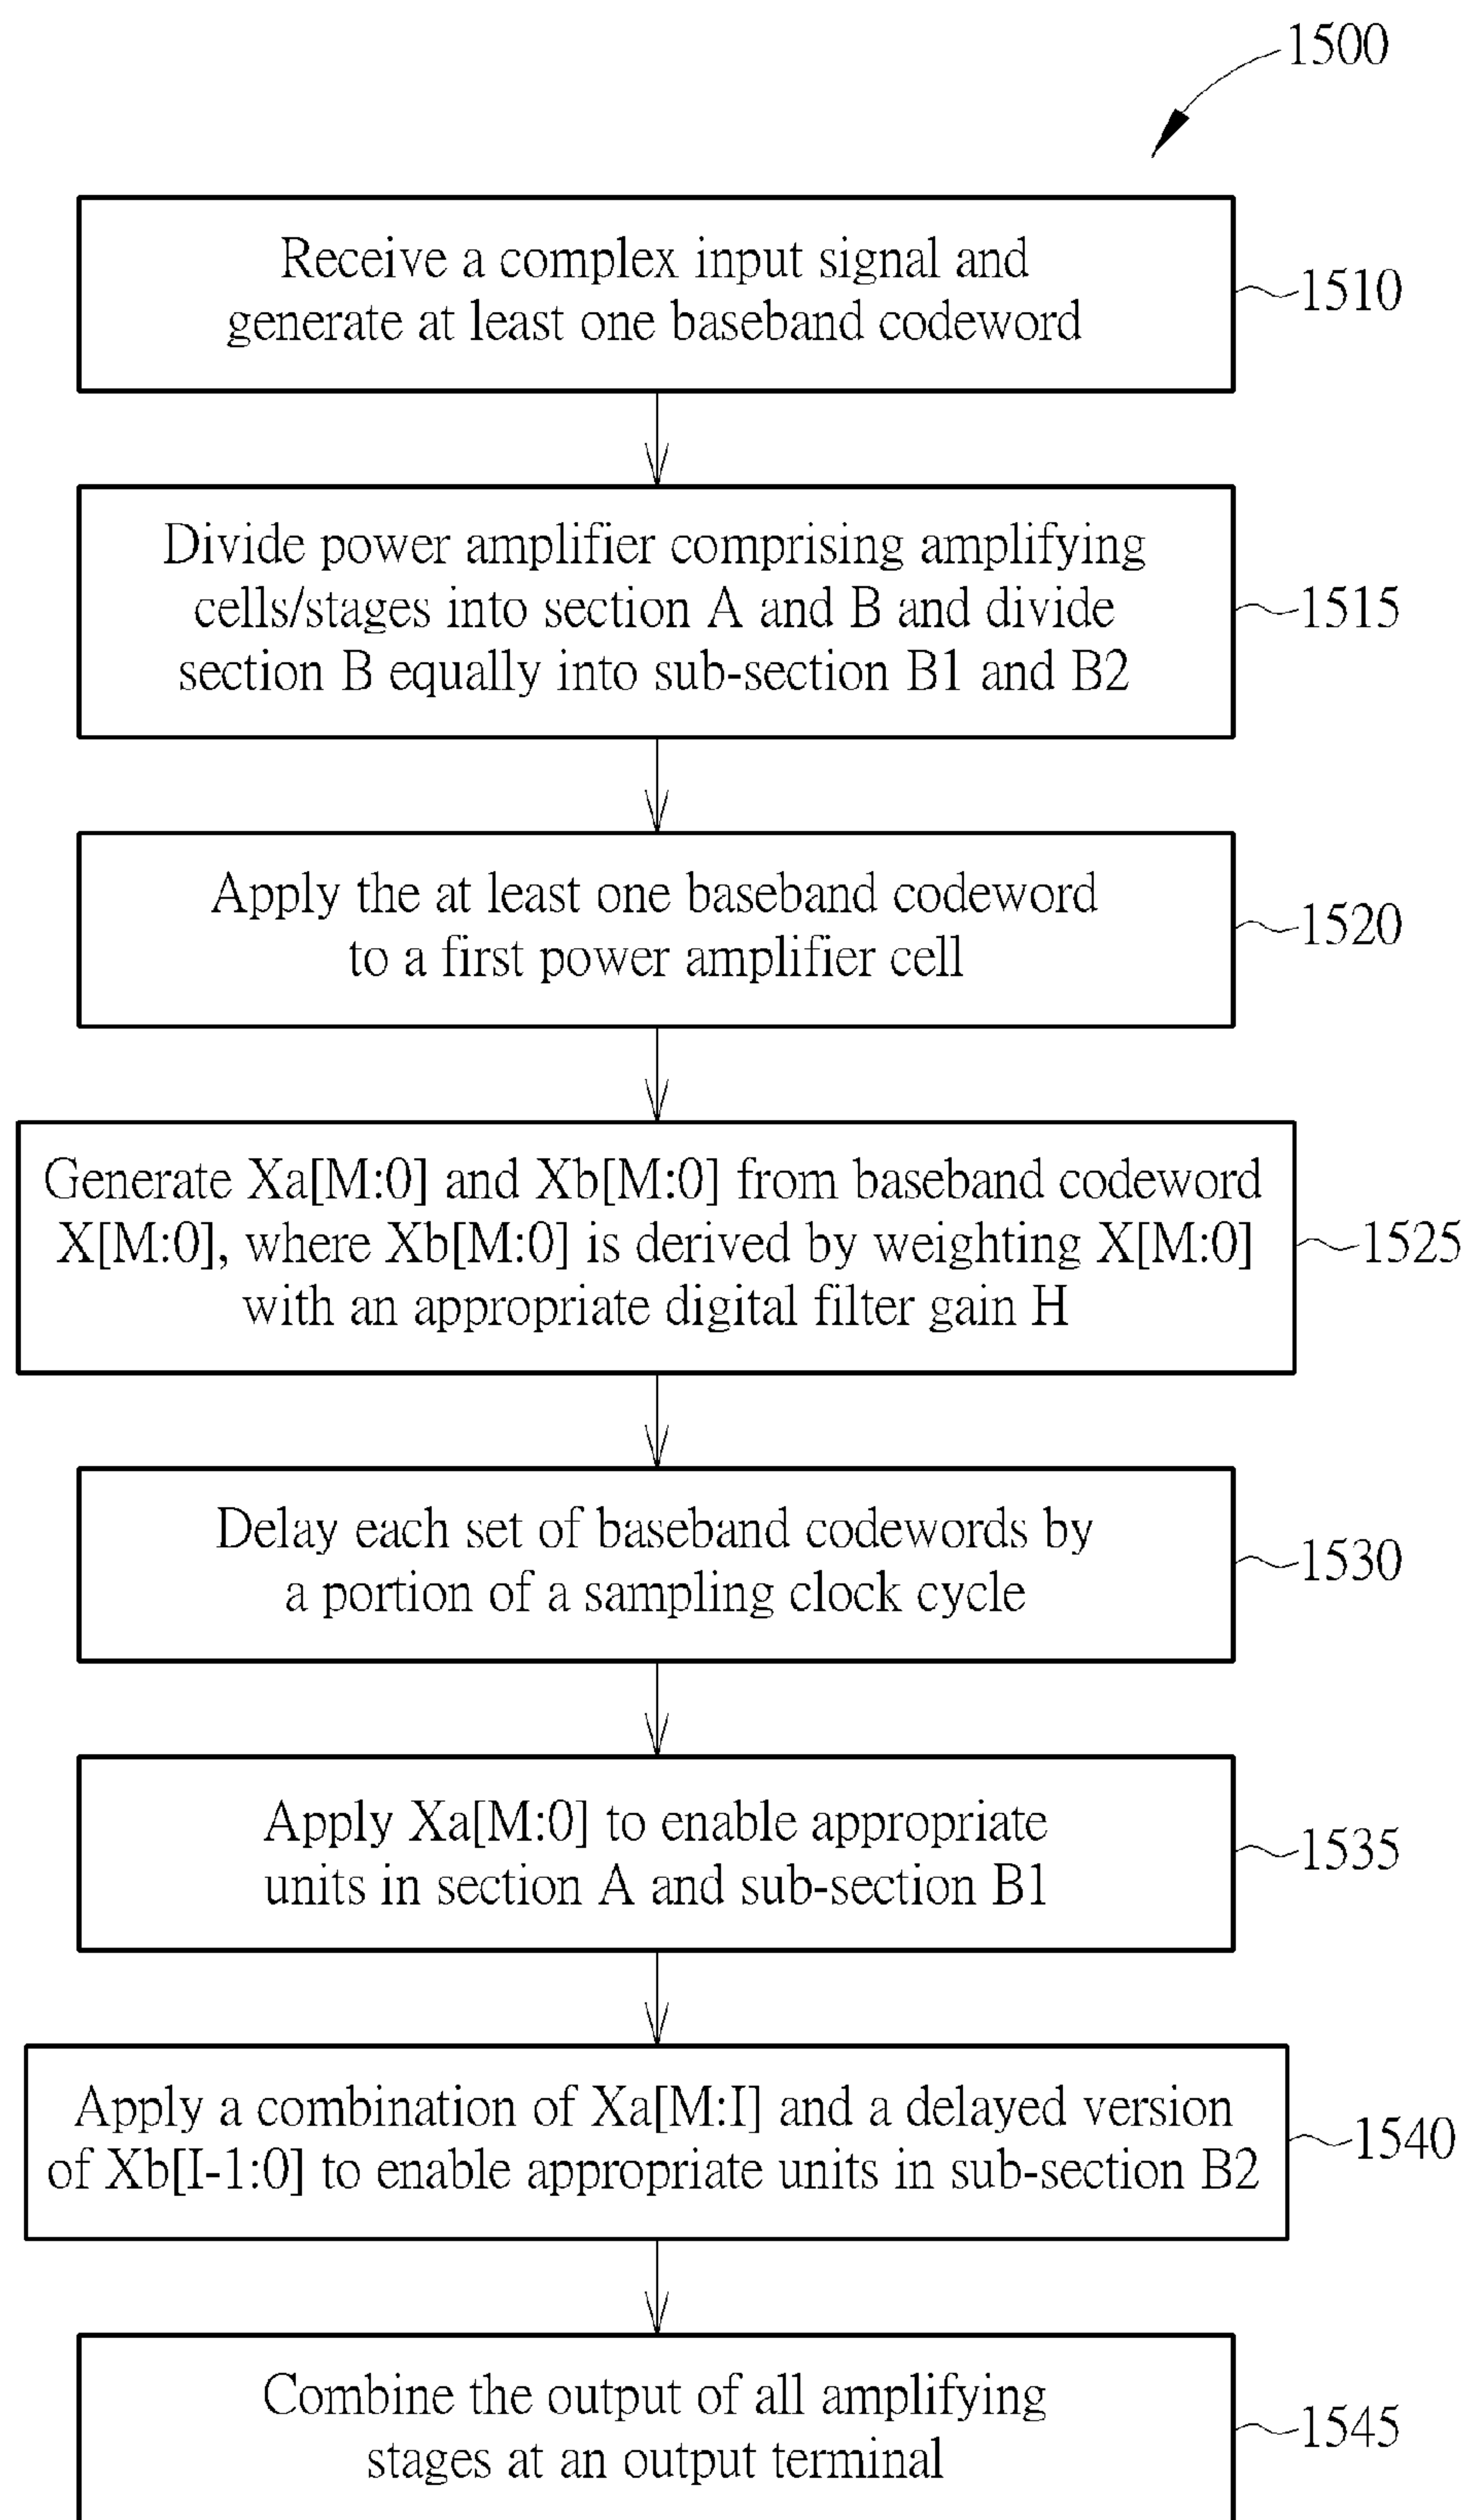 1500
Receive a complex input signal and
generate at least one baseband codeword
1510
Divide power amplifier comprising amplifying
cells/stages into section A and B and divide
section B equally into sub-section B1 and B2
1515
Apply the at least one baseband codeword
to a first power amplifier cell
1520
Generate Xa[M:0] and Xb[M:0] from baseband codeword
X[M:0], where Xb[M:0] is derived by weighting X[M:0]
with an appropriate digital filter gain H
1525
Delay each set of baseband codewords by
a portion of a sampling clock cycle
1530
Apply Xa[M:0] to enable appropriate
units in section A and sub-section B1
1535
Apply a combination of Xa[M:I] and a delayed version
of Xb[I-1:0] to enable appropriate units in sub-section B2
1540
Combine the output of all amplifying
stages at an output terminal
1545